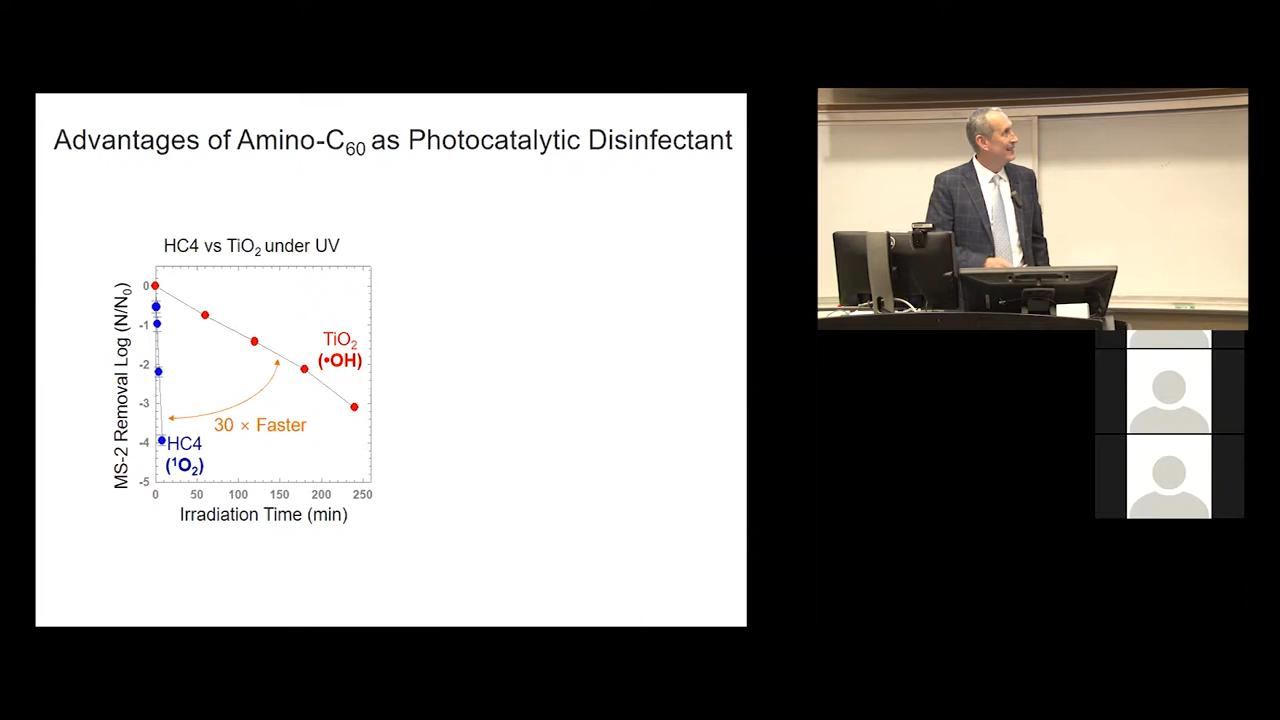 Advantages of Amino-C₆₀ as Photocatalytic Disinfectant
HC4 vs TiO₂ under UV
MS-2 Removal Log (N/N₀)
0
-1
-2
-3
-4
-5
TiO₂
(•OH)
30 × Faster
HC4
(¹O₂)
0 50 100 150 200 250
Irradiation Time (min)